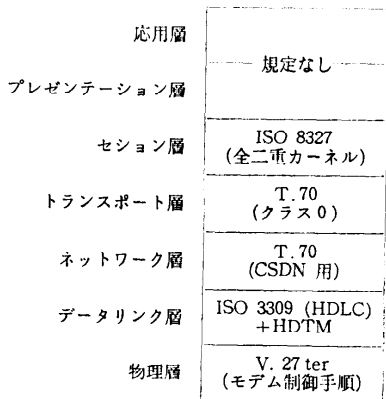 応用層
規定なし
プレゼンテーション層
セション層
ISO 8327
(全二重カーネル)
トランスポート層
T.70
(クラス0)
ネットワーク層
T.70
(CSDN 用)
データリンク層
ISO 3309 (HDLC)
+HDTM
物理層
V. 27 ter
(モデム制御手順)